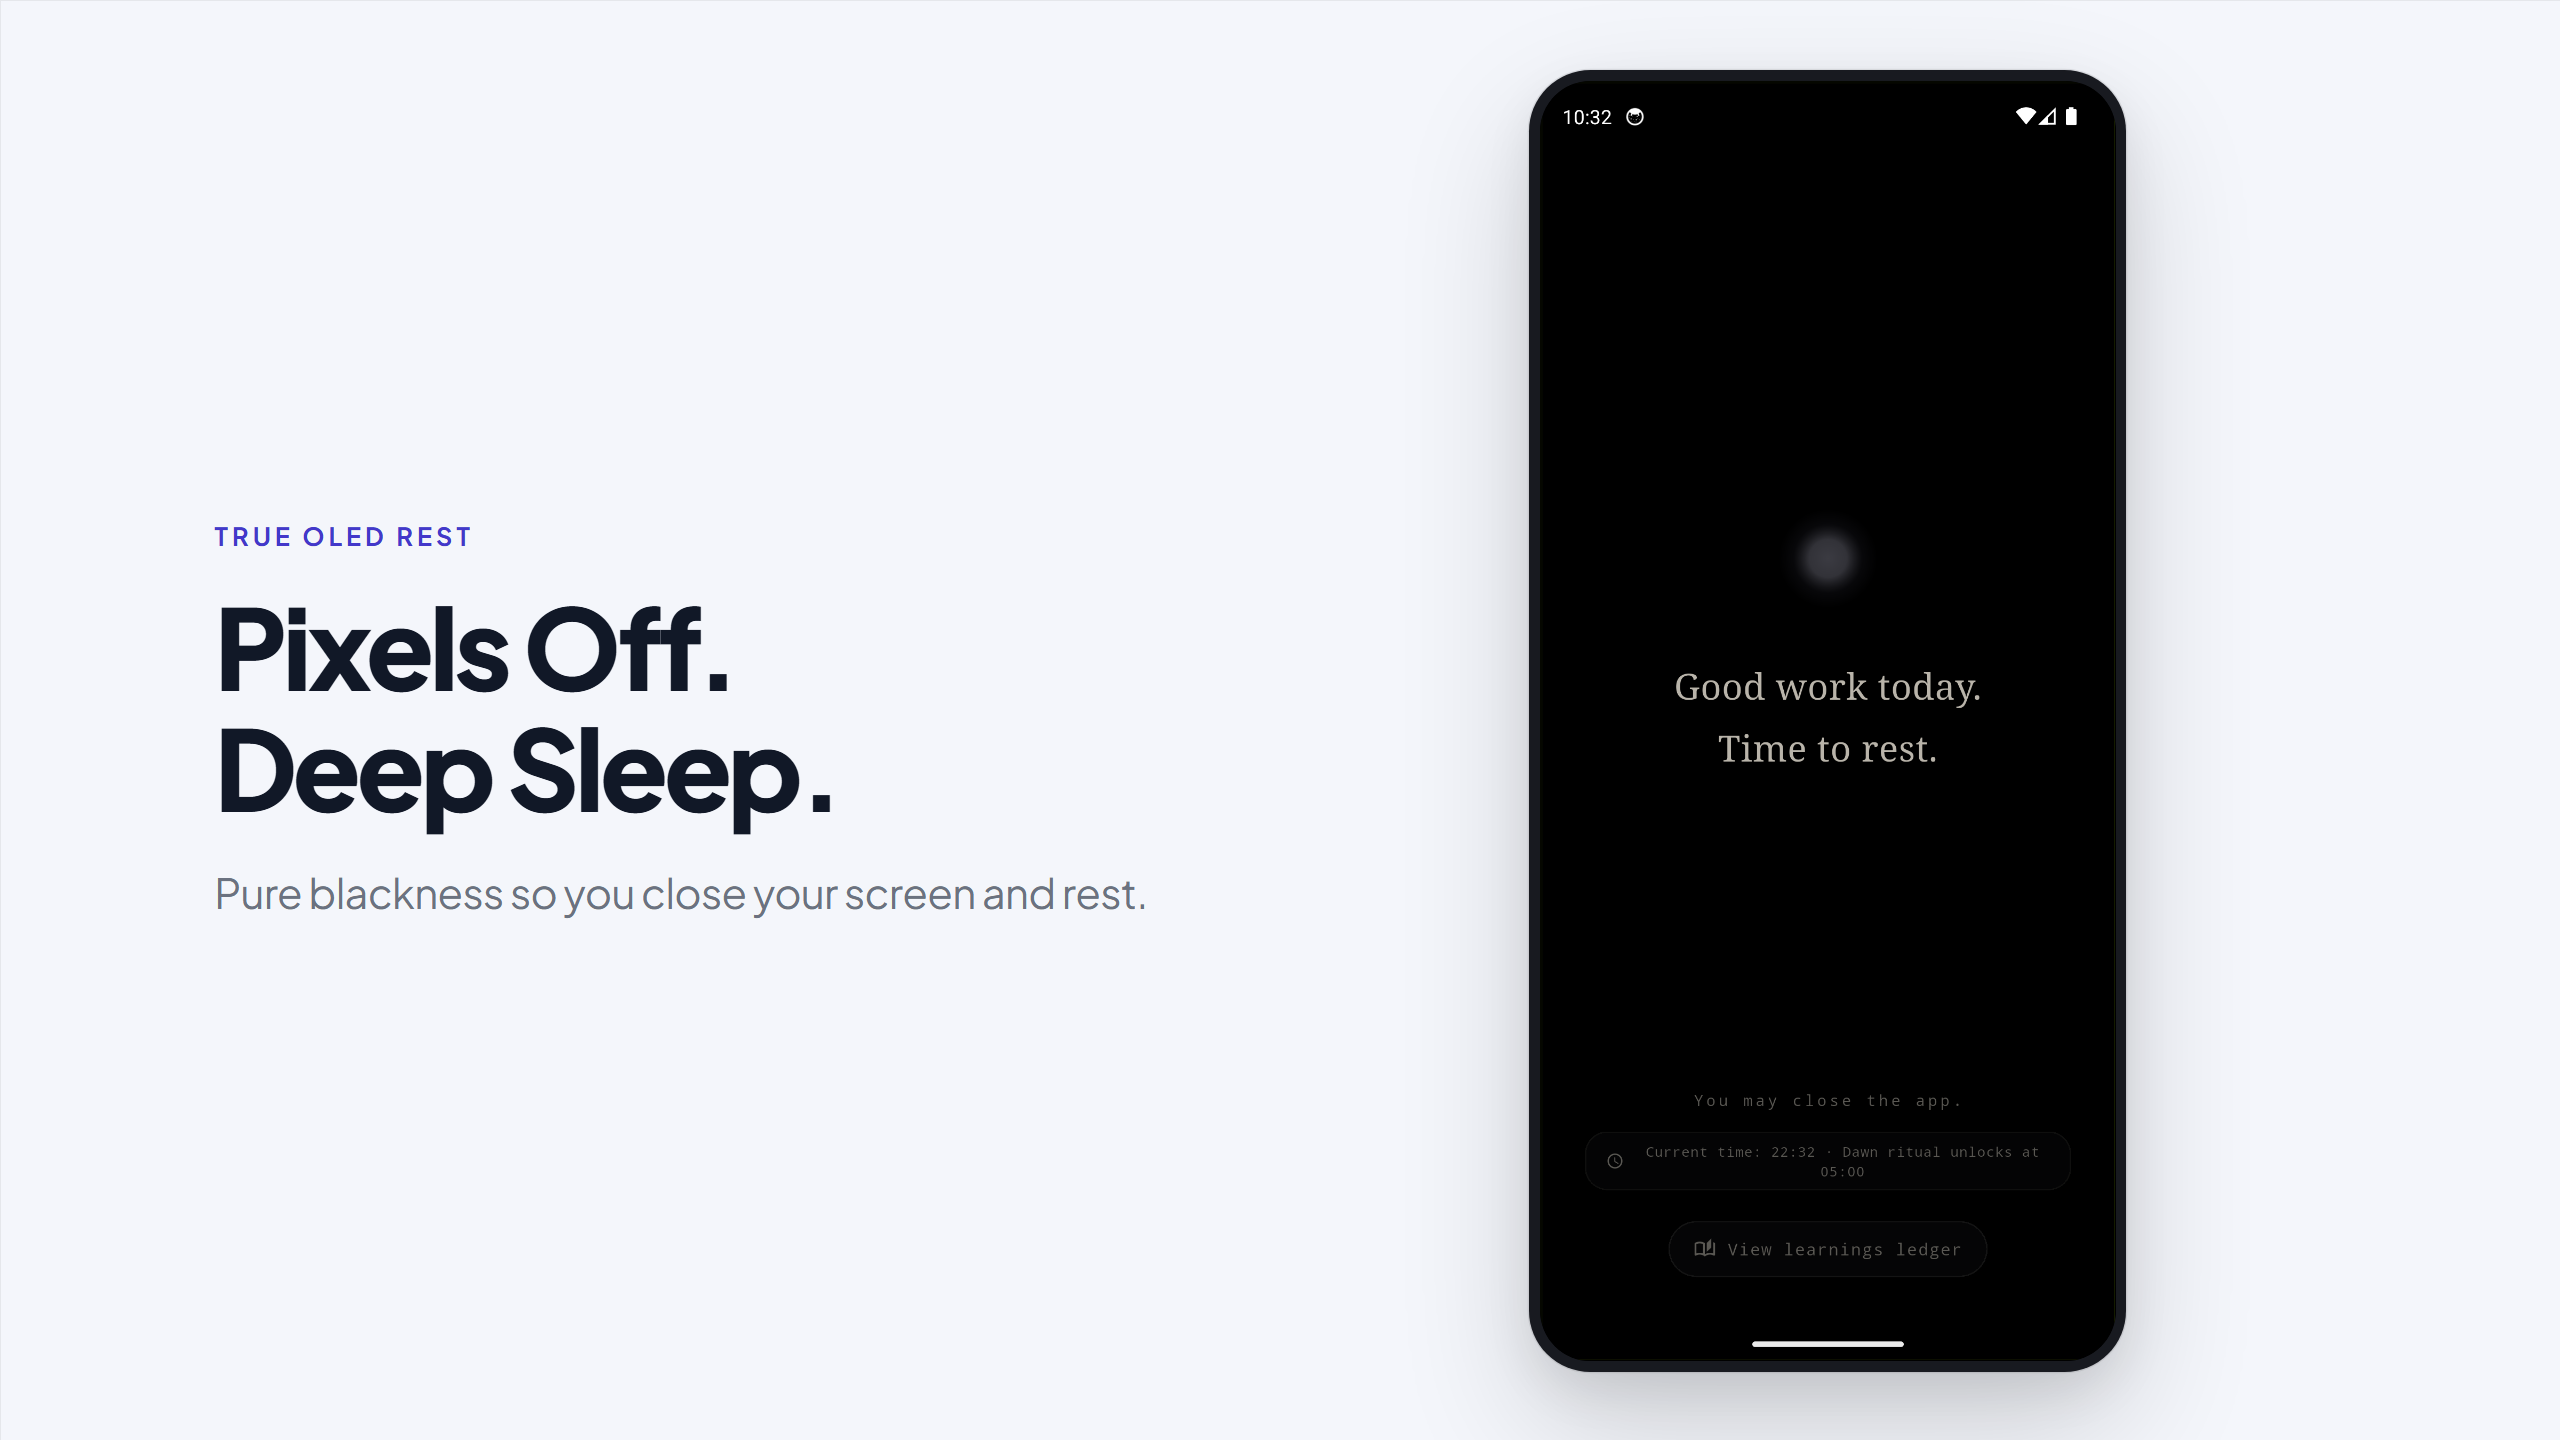 TRUE OLED REST
Pixels Off.
Deep Sleep.
Pure blackness so you close your screen and rest.
10:32
Good work today.
Time to rest.
You may close the app.
Current time: 22:32 · Dawn ritual unlocks at
05:00
View learnings ledger